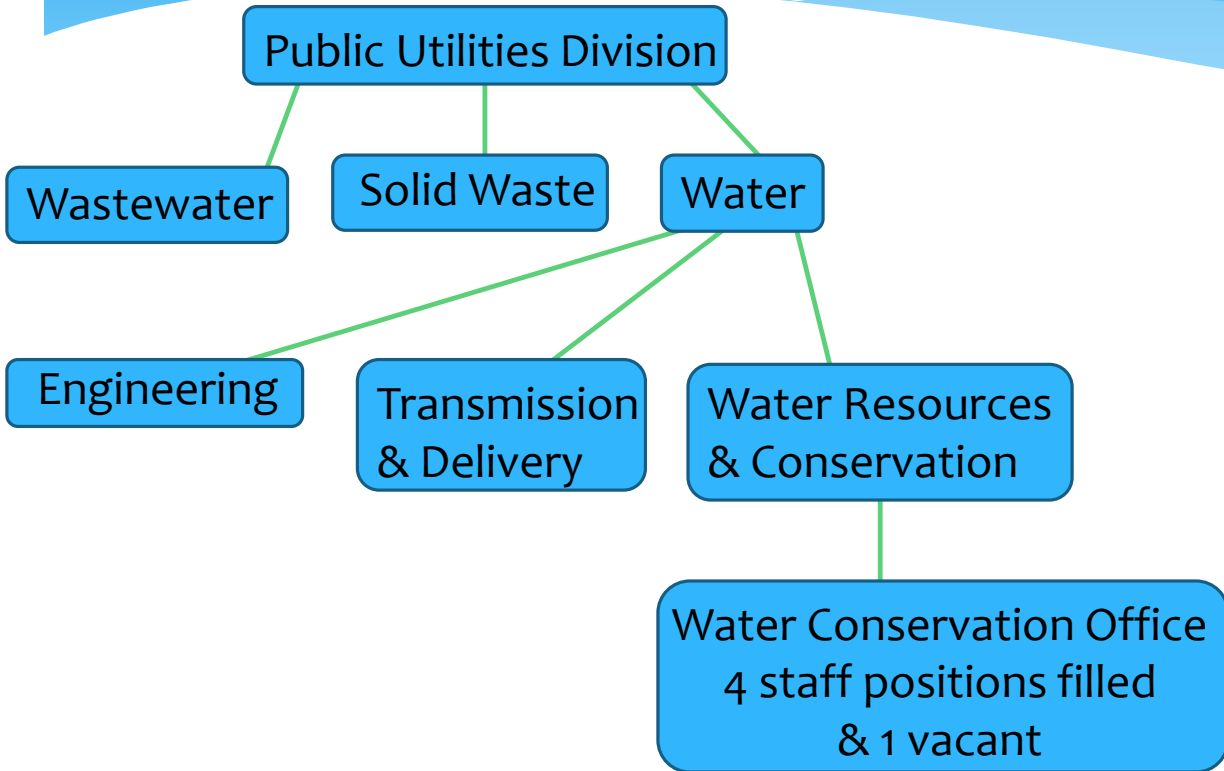 Public Utilities Division
Wastewater
Solid Waste
Water
Engineering
Transmission
& Delivery
Water Resources
& Conservation
Water Conservation Office
4 staff positions filled
& 1 vacant